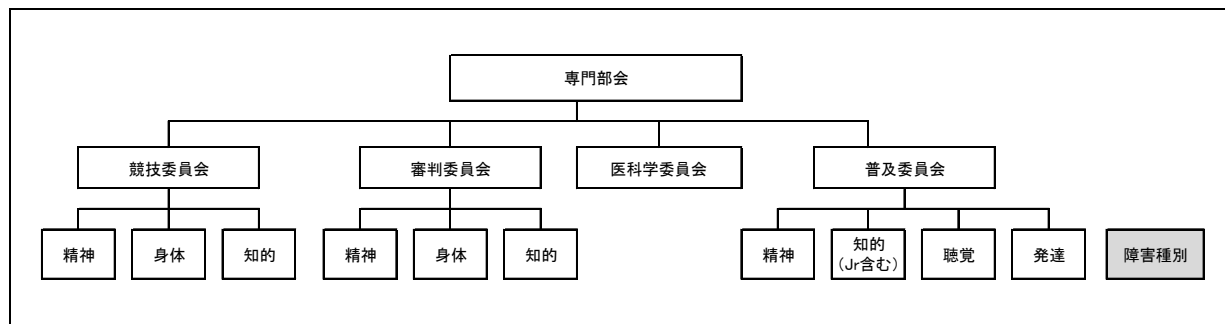 専門部会
競技委員会
審判委員会
医科学委員会
普及委員会
精神
身体
知的
精神
身体
知的
精神
知的
(Jr含む)
聴覚
発達
障害種別